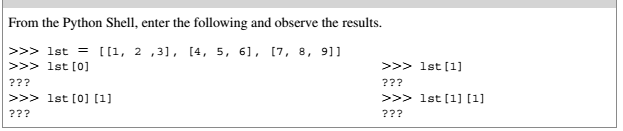 From the Python Shell, enter the following and observe the results.
>>> lst = [[1, 2 ,3], [4, 5, 6], [7, 8, 9]]
>>> lst[0] >>> lst[1]
??? ???
>>> lst[0][1] >>> lst[1][1]
??? ???